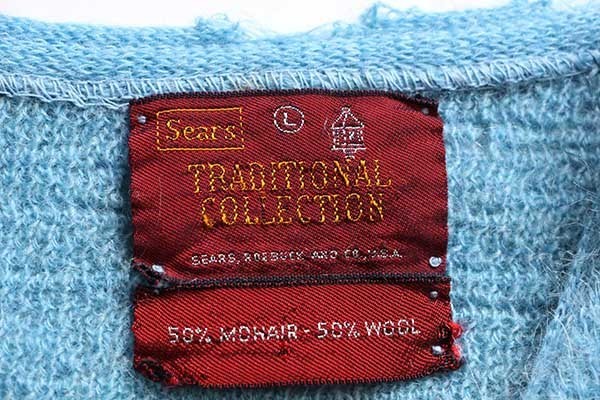 Sears L
TRADITIONAL
COLLECTION
SEARS, ROEBUCK AND CO., U.S.A.
50% MOHAIR - 50% WOOL